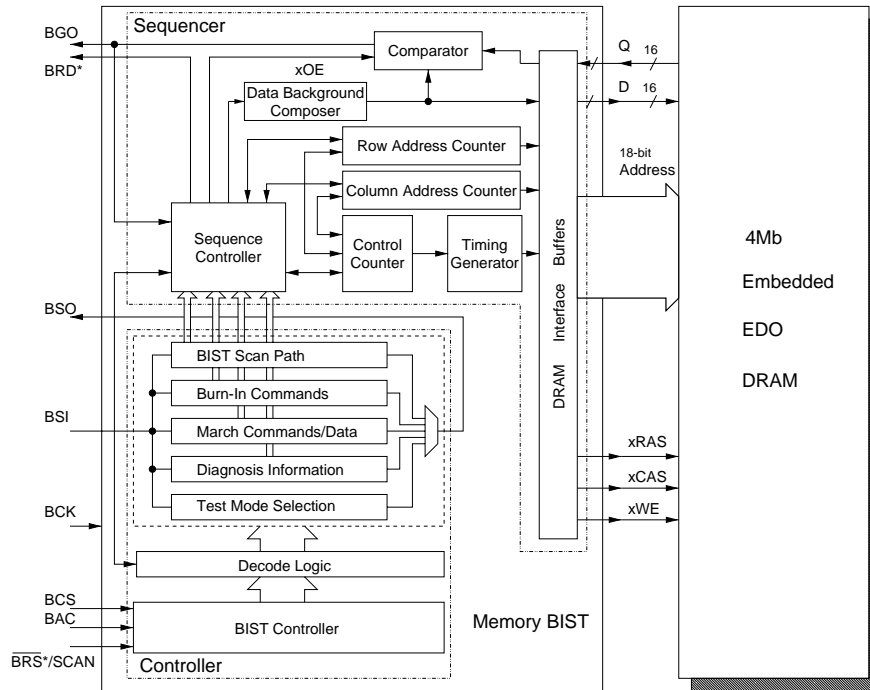 Sequencer
BGO
BRD*
Comparator
Q 16
xOE
D 16
Data Background
Composer
Row Address Counter
18-bit
Address
Column Address Counter
Sequence
Controller
Control
Counter
Timing
Generator
DRAM Interface Buffers
4Mb
Embedded
EDO
DRAM
BSO
BIST Scan Path
Burn-In Commands
BSI
March Commands/Data
Diagnosis Information
xRAS
Test Mode Selection
xCAS
BCK
xWE
Decode Logic
BCS
BAC
BIST Controller
Memory BIST
BRS*/SCAN
Controller